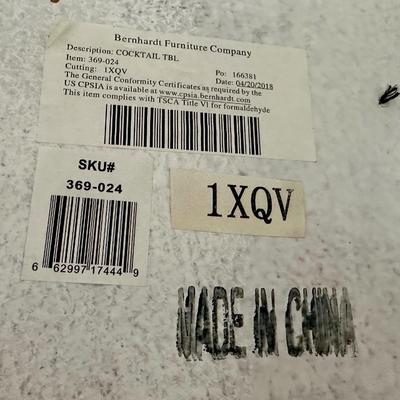 Bernhardt Furniture Company
Description: COCKTAIL TBL
Item: 369-024
Cutting: 1XQV Po: 166381
The General Conformity Certificates as required by the Date: 04/20/2018
US CPSIA is available at www.cpsia.bernhardt.com.
This item complies with TSCA Title VI for formaldehyde
SKU#
369-024
6 62997 17444 9
1XQV
MADE IN CHINA